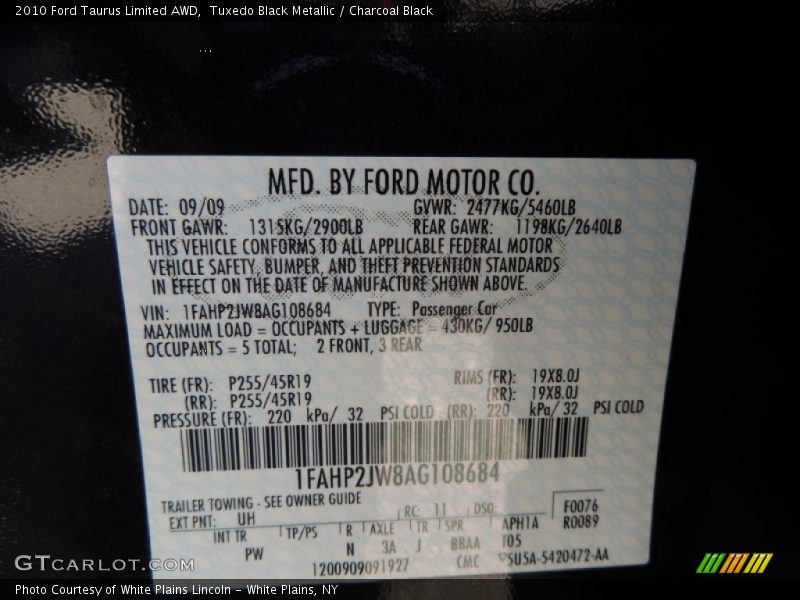 2010 Ford Taurus Limited AWD, Tuxedo Black Metallic / Charcoal Black
MFD. BY FORD MOTOR CO.
DATE: 09/09 GVWR: 2477KG/5460LB
FRONT GAWR: 1315KG/2900LB REAR GAWR: 1198KG/2640LB
THIS VEHICLE CONFORMS TO ALL APPLICABLE FEDERAL MOTOR
VEHICLE SAFETY, BUMPER, AND THEFT PREVENTION STANDARDS
IN EFFECT ON THE DATE OF MANUFACTURE SHOWN ABOVE.
VIN: 1FAHP2JW8AG108684 TYPE: Passenger Car
MAXIMUM LOAD = OCCUPANTS + LUGGAGE = 430KG/ 950LB
OCCUPANTS = 5 TOTAL; 2 FRONT, 3 REAR
TIRE (FR): P255/45R19 RIMS (FR): 19X8.0J
(RR): P255/45R19 (RR): 19X8.0J
PRESSURE (FR): 220 kPa/ 32 PSI COLD (RR): 220 kPa/ 32 PSI COLD
1FAHP2JW8AG108684
TRAILER TOWING - SEE OWNER GUIDE
RC: 11 DSO: F0076
EXT PNT: UH R0089
INT TR TP/PS R AXLE TR SPR APH1A
PW N 3A J BBAA T05
1200909091927 CMC SU5A-5420472-AA
GTCARLOT.COM
Photo Courtesy of White Plains Lincoln - White Plains, NY